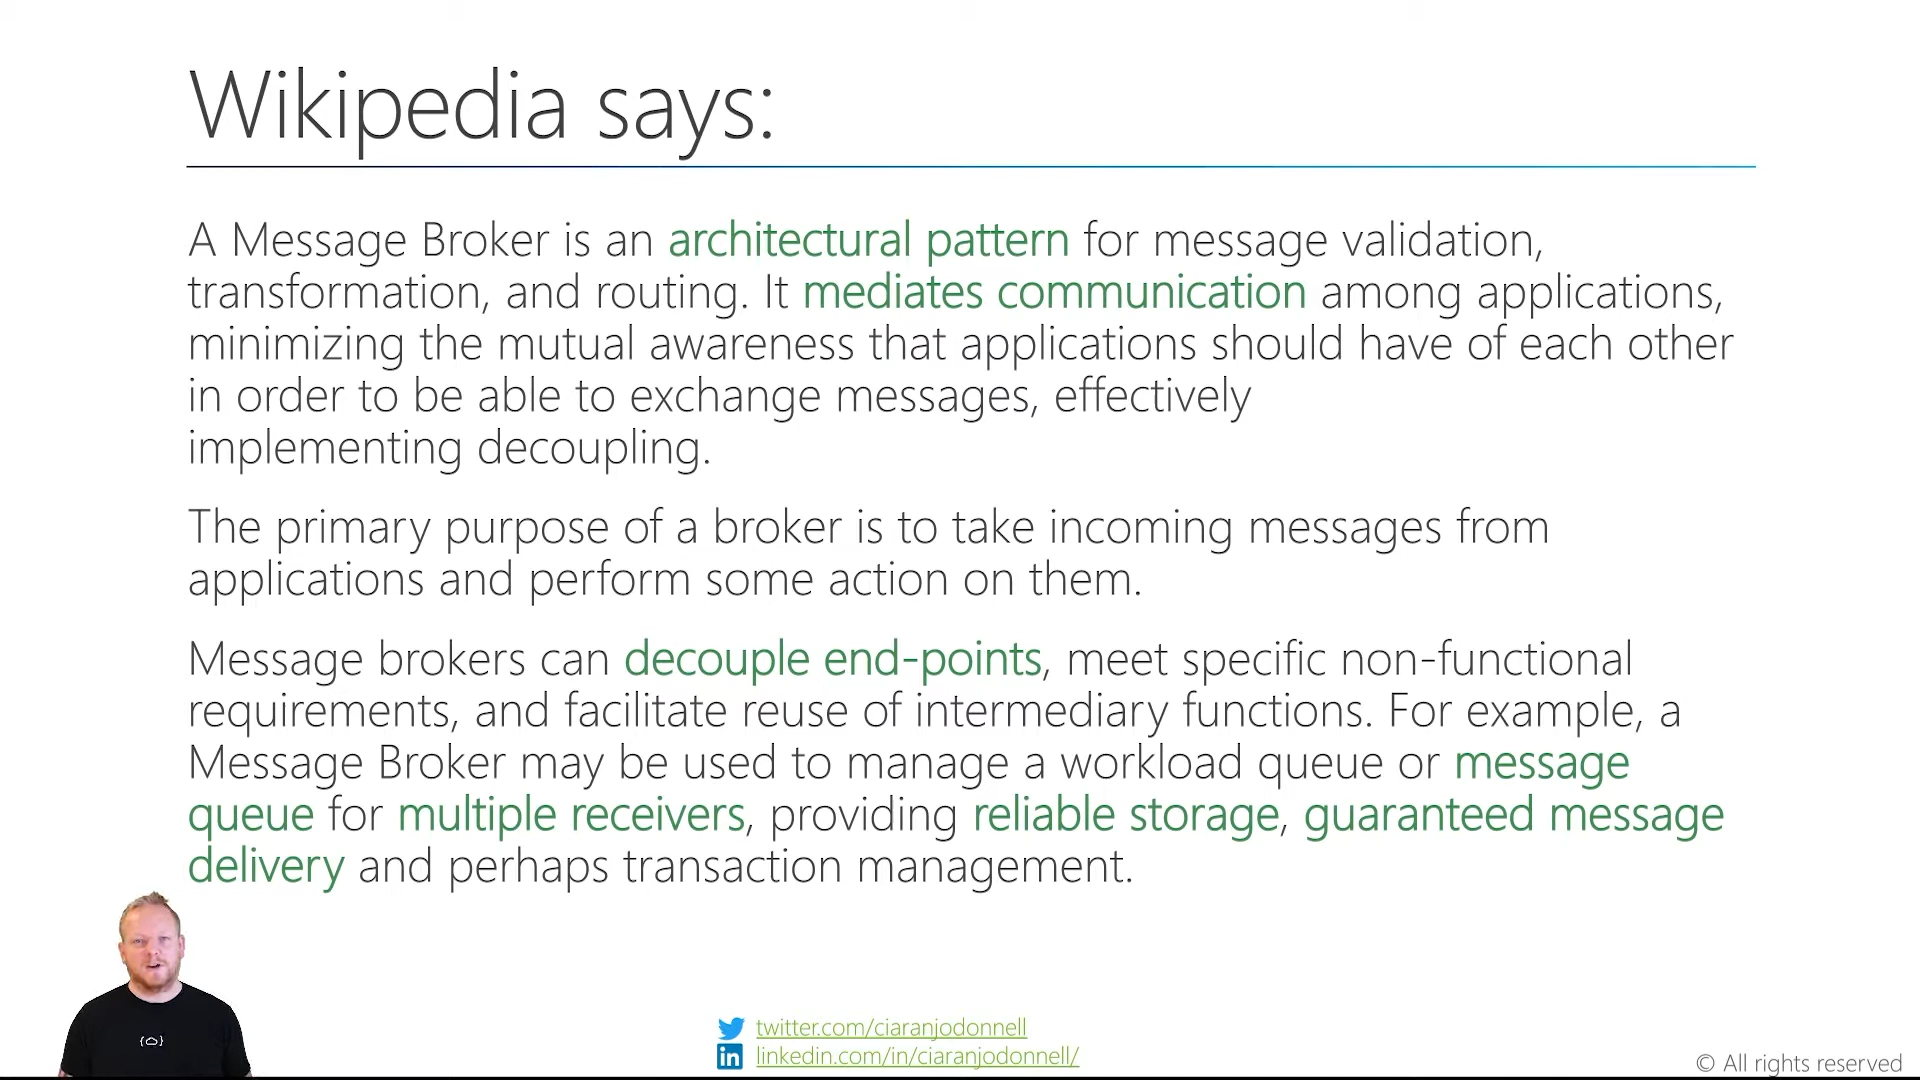 Wikipedia says:
A Message Broker is an architectural pattern for message validation,
transformation, and routing. It mediates communication among applications,
minimizing the mutual awareness that applications should have of each other
in order to be able to exchange messages, effectively
implementing decoupling.
The primary purpose of a broker is to take incoming messages from
applications and perform some action on them.
Message brokers can decouple end-points, meet specific non-functional
requirements, and facilitate reuse of intermediary functions. For example, a
Message Broker may be used to manage a workload queue or message
queue for multiple receivers, providing reliable storage, guaranteed message
delivery and perhaps transaction management.
twitter.com/ciaranjodonnell
in linkedin.com/in/ciaranjodonnell/
© All rights reserved